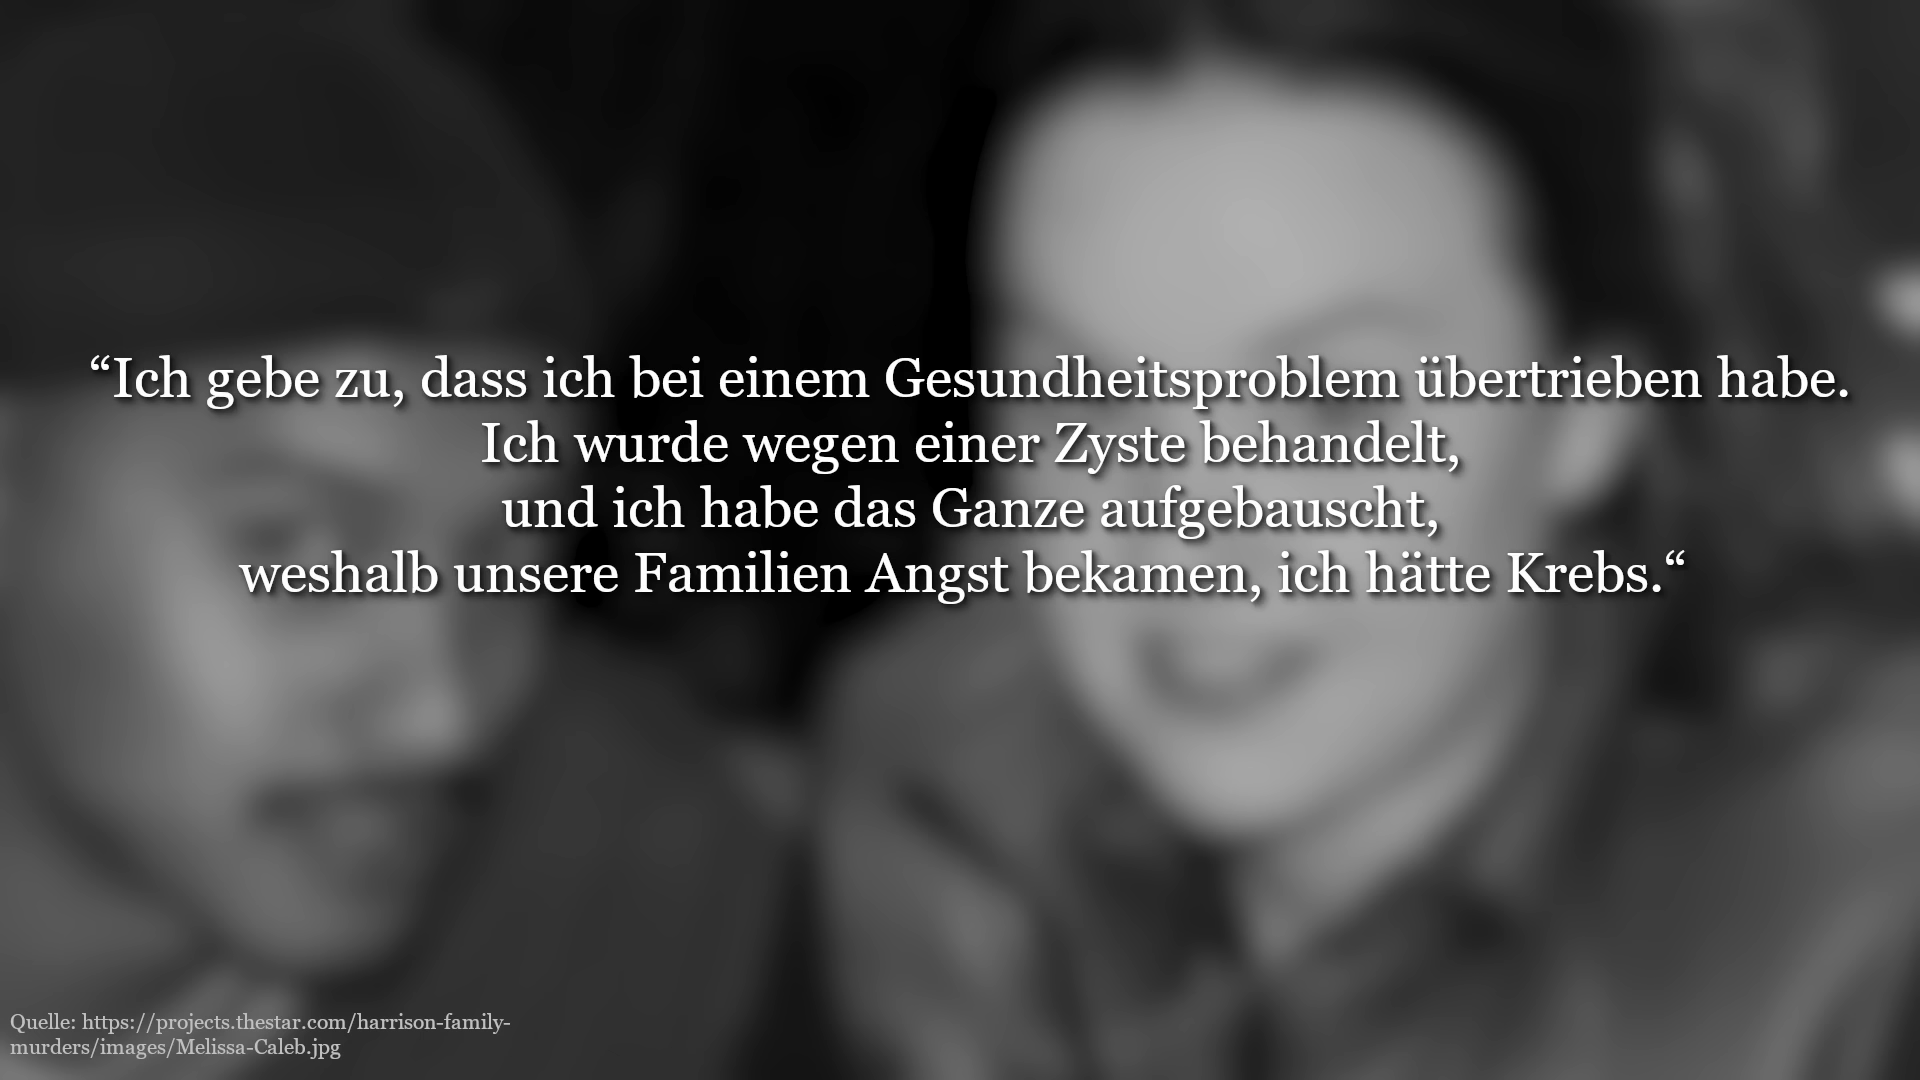 “Ich gebe zu, dass ich bei einem Gesundheitsproblem übertrieben habe.
Ich wurde wegen einer Zyste behandelt,
und ich habe das Ganze aufgebauscht,
weshalb unsere Familien Angst bekamen, ich hätte Krebs.“
Quelle: https://projects.thestar.com/harrison-family-
murders/images/Melissa-Caleb.jpg